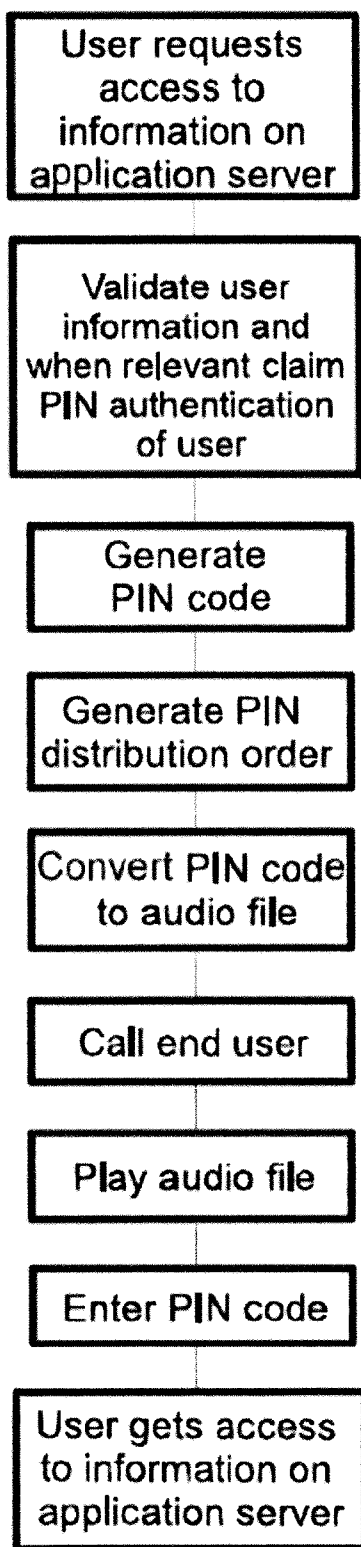 User requests
access to
information on
application server
Validate user
information and
when relevant claim
PIN authentication
of user
Generate
PIN code
Generate PIN
distribution order
Convert PIN code
to audio file
Call end user
Play audio file
Enter PIN code
User gets access
to information on
application server